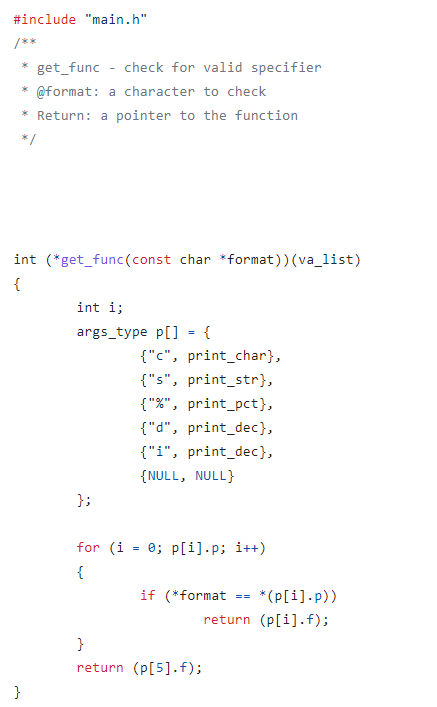 #include "main.h"
/**
 * get_func - check for valid specifier
 * @format: a character to check
 * Return: a pointer to the function
 */
int (*get_func(const char *format))(va_list)
{
        int i;
        args_type p[] = {
                {"c", print_char},
                {"s", print_str},
                {"%", print_pct},
                {"d", print_dec},
                {"i", print_dec},
                {NULL, NULL}
        };
        for (i = 0; p[i].p; i++)
        {
                if (*format == *(p[i].p))
                        return (p[i].f);
        }
        return (p[5].f);
}